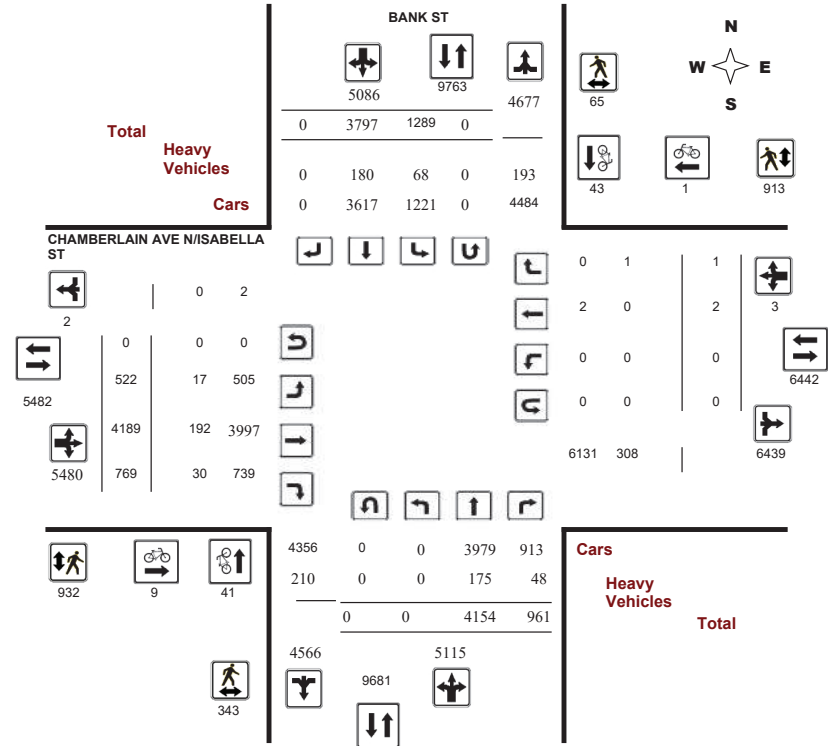 BANK ST
N
W E
S
5086 9763 4677 65
0 3797 1289 0
Total
Heavy
Vehicles
Cars
0 180 68 0 193
0 3617 1221 0 4484
43 1 913
CHAMBERLAIN AVE N/ISABELLA
ST
0 2
2
0 0 0
522 17 505
5482
4189 192 3997
5480 769 30 739
0 1 1
3
2 0 2
0 0 0
6442
0 0 0
6131 308 6439
932 9 41
343
4356 0 0 3979 913
210 0 0 175 48
0 0 4154 961
4566 5115
9681
Cars
Heavy
Vehicles
Total